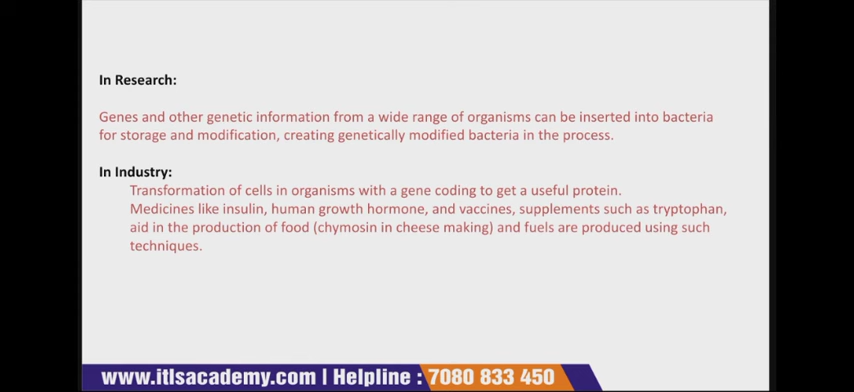 In Research:
Genes and other genetic information from a wide range of organisms can be inserted into bacteria
for storage and modification, creating genetically modified bacteria in the process.
In Industry:
Transformation of cells in organisms with a gene coding to get a useful protein.
Medicines like insulin, human growth hormone, and vaccines, supplements such as tryptophan,
aid in the production of food (chymosin in cheese making) and fuels are produced using such
techniques.
www.itlsacademy.com | Helpline : 7080 833 450